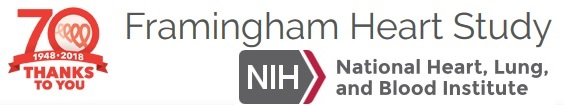 70
1948-2018
THANKS
TO YOU
Framingham Heart Study
NIH
National Heart, Lung,
and Blood Institute